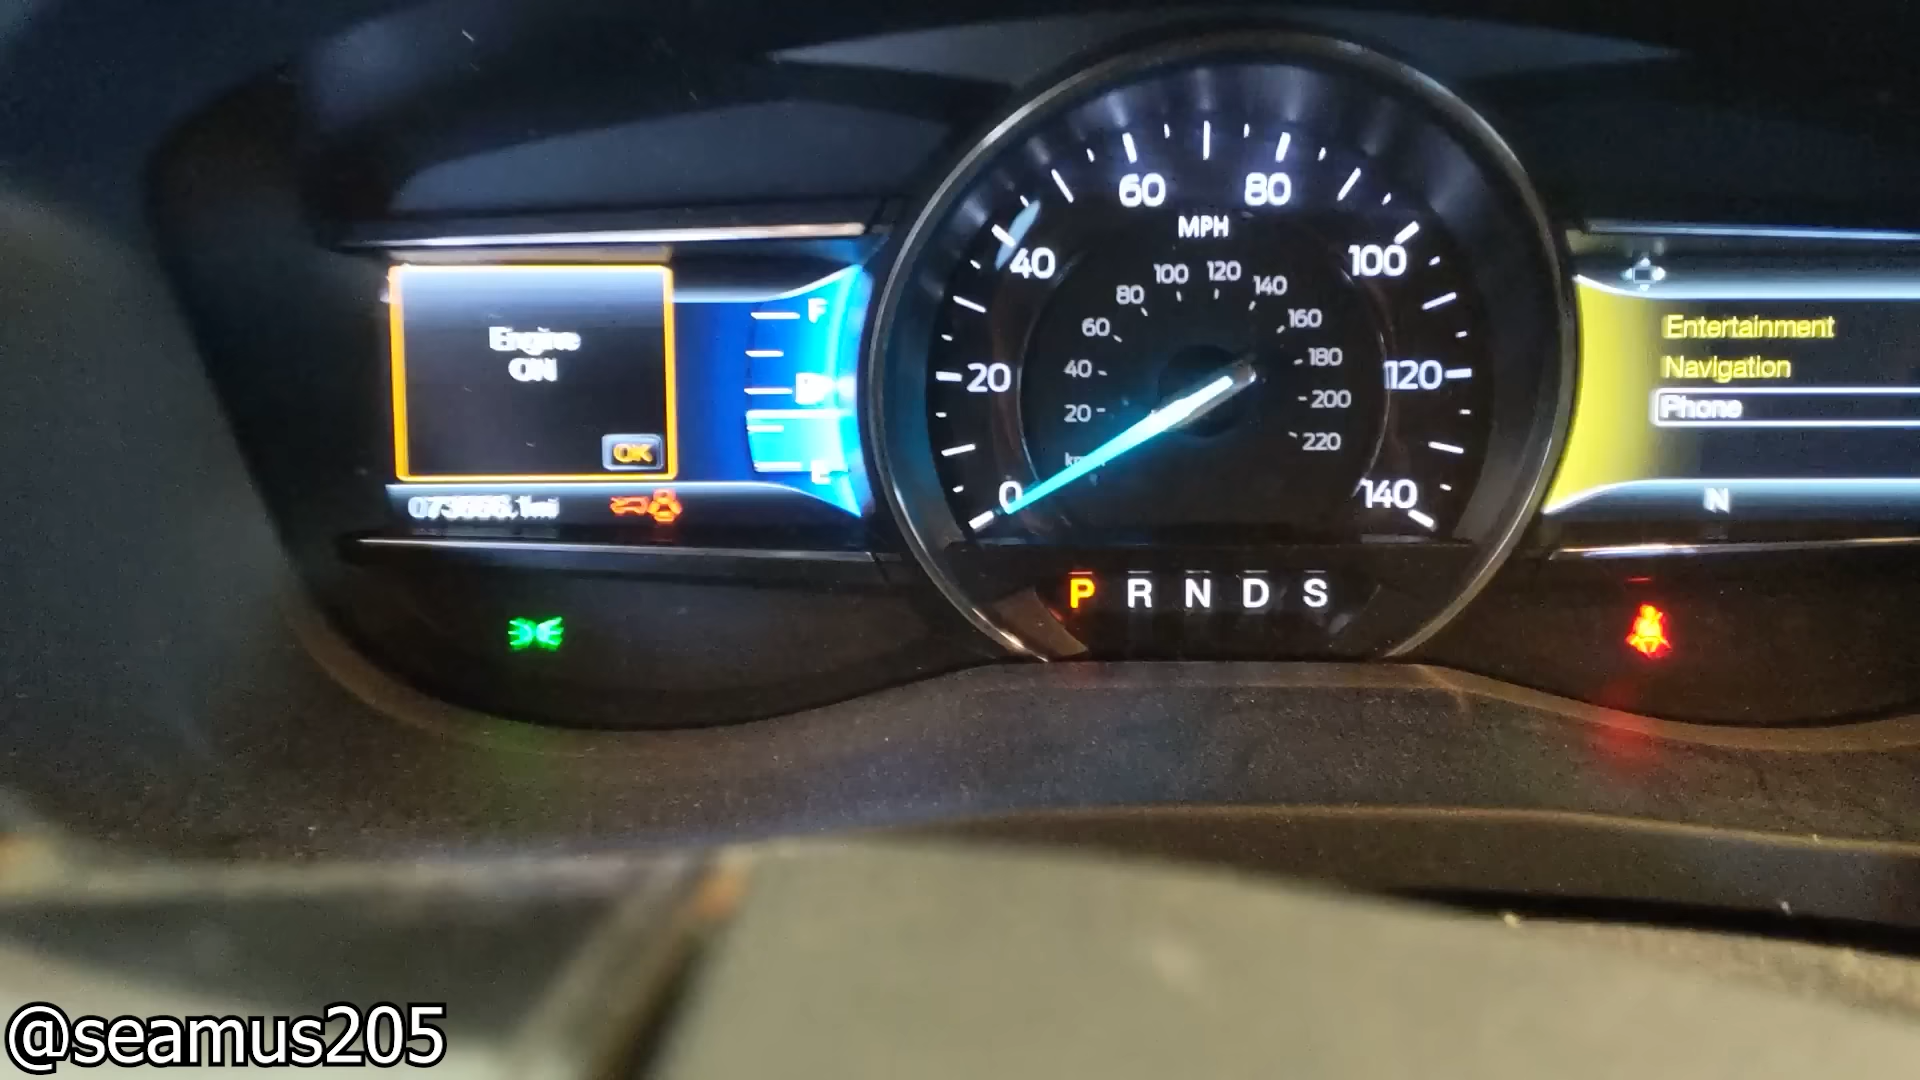 60 80
MPH
40 100
100 120
80 140
60 160
40 180
20 200
220
20 120
0 140
F
E
Engine
ON
OK
Entertainment
Navigation
Phone
N
P R N D S
@seamus205